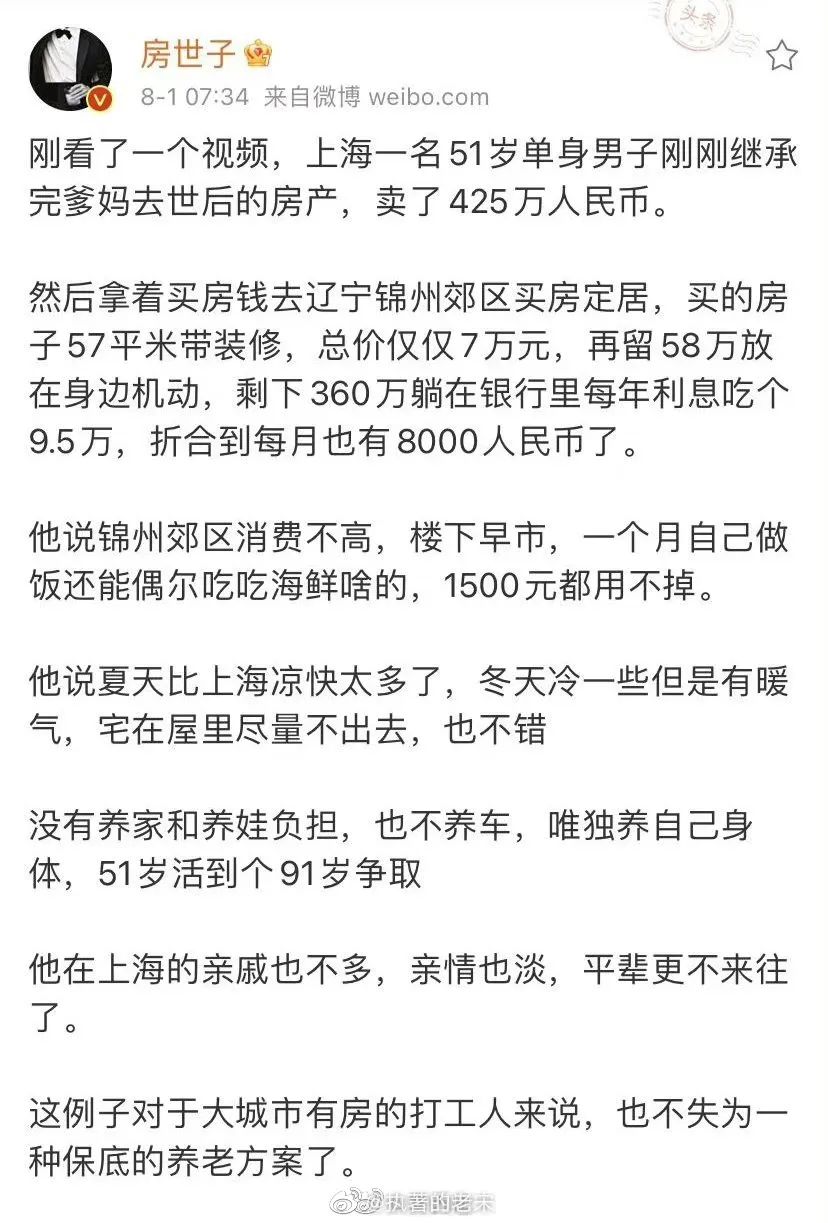 头条
房世子
8-1 07:34 来自微博 weibo.com
刚看了一个视频，上海一名51岁单身男子刚刚继承
完爹妈去世后的房产，卖了425万人民币。
然后拿着买房钱去辽宁锦州郊区买房定居，买的房
子57平米带装修，总价仅仅7万元，再留58万放
在身边机动，剩下360万躺在银行里每年利息吃个
9.5万，折合到每月也有8000人民币了。
他说锦州郊区消费不高，楼下早市，一个月自己做
饭还能偶尔吃吃海鲜啥的，1500元都用不掉。
他说夏天比上海凉快太多了，冬天冷一些但是有暖
气，宅在屋里尽量不出去，也不错
没有养家和养娃负担，也不养车，唯独养自己身
体，51岁活到个91岁争取
他在上海的亲戚也不多，亲情也淡，平辈更不来往
了。
这例子对于大城市有房的打工人来说，也不失为一
种保底的养老方案了。
@执著的老宋